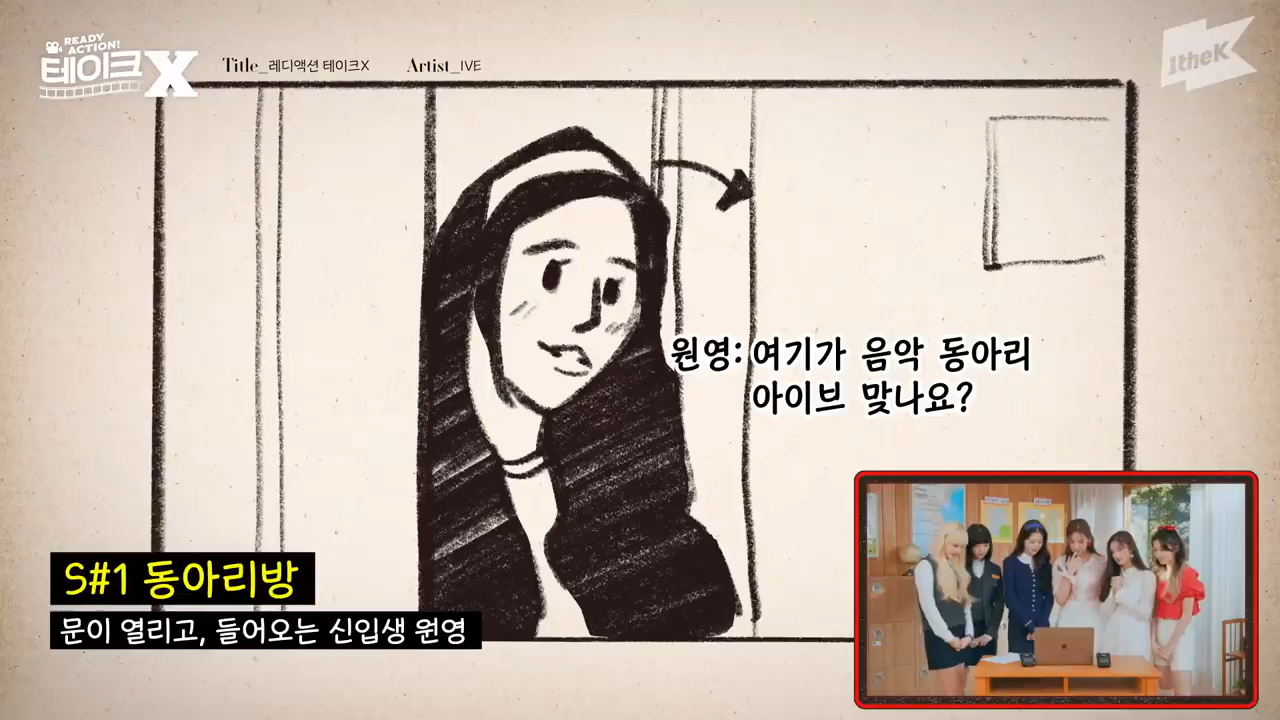 READY
ACTION!
테이크X
Title_레디액션 테이크X
Artist_IVE
1theK
원영: 여기가 음악 동아리
아이브 맞나요?
S#1 동아리방
문이 열리고, 들어오는 신입생 원영